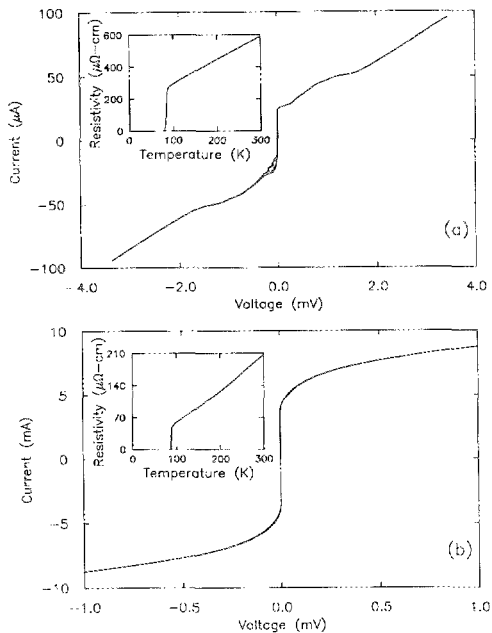 100
50
0
−50
−100
Current (μA)
−4.0 −2.0 0.0 2.0 4.0
Voltage (mV)
(a)
600
400
200
0
Resistivity (μΩ−cm)
0 100 200 300
Temperature (K)
10
5
0
−5
−10
Current (mA)
−1.0 −0.5 0.0 0.5 1.0
Voltage (mV)
(b)
210
140
70
0
Resistivity (μΩ−cm)
0 100 200 300
Temperature (K)